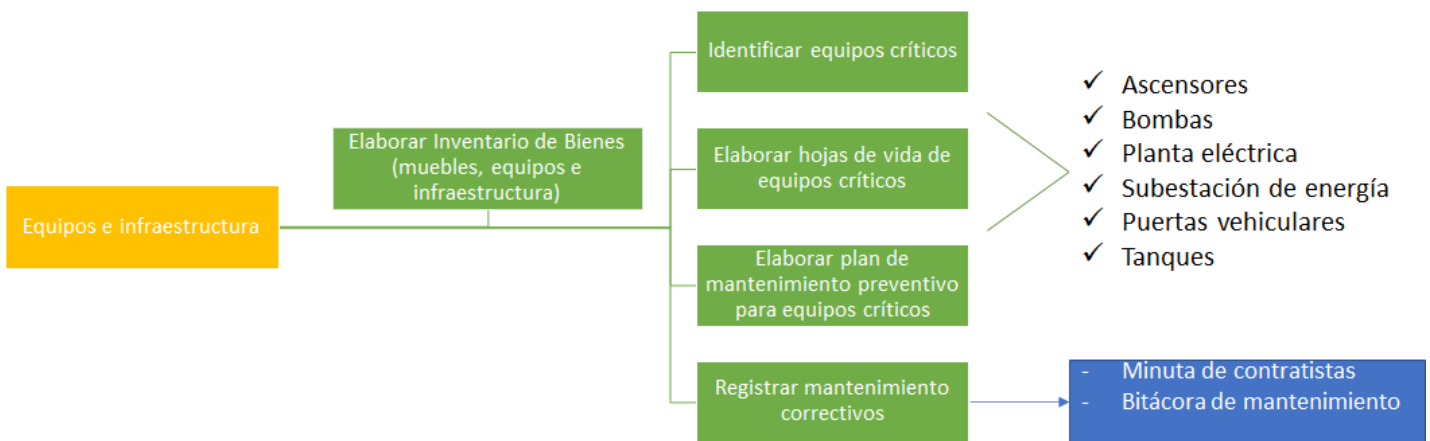 Equipos e infraestructura
Elaborar Inventario de Bienes
(muebles, equipos e
infraestructura)
Identificar equipos críticos
Elaborar hojas de vida de
equipos críticos
Elaborar plan de
mantenimiento preventivo
para equipos críticos
Registrar mantenimiento
correctivos
✓ Ascensores
✓ Bombas
✓ Planta eléctrica
✓ Subestación de energía
✓ Puertas vehiculares
✓ Tanques
- Minuta de contratistas
- Bitácora de mantenimiento